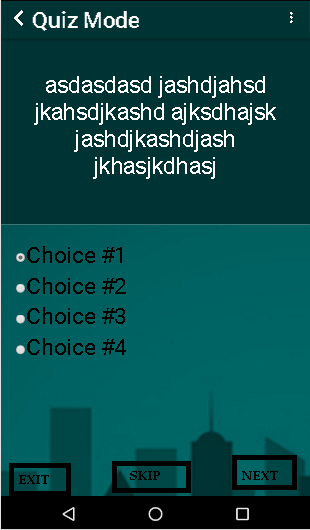 Quiz Mode
asdasdasd jashdjahsd
jkahsdjkashd ajksdhajsk
jashdjkashdjash
jkhasjkdhasj
Choice #1
Choice #2
Choice #3
Choice #4
EXIT SKIP NEXT